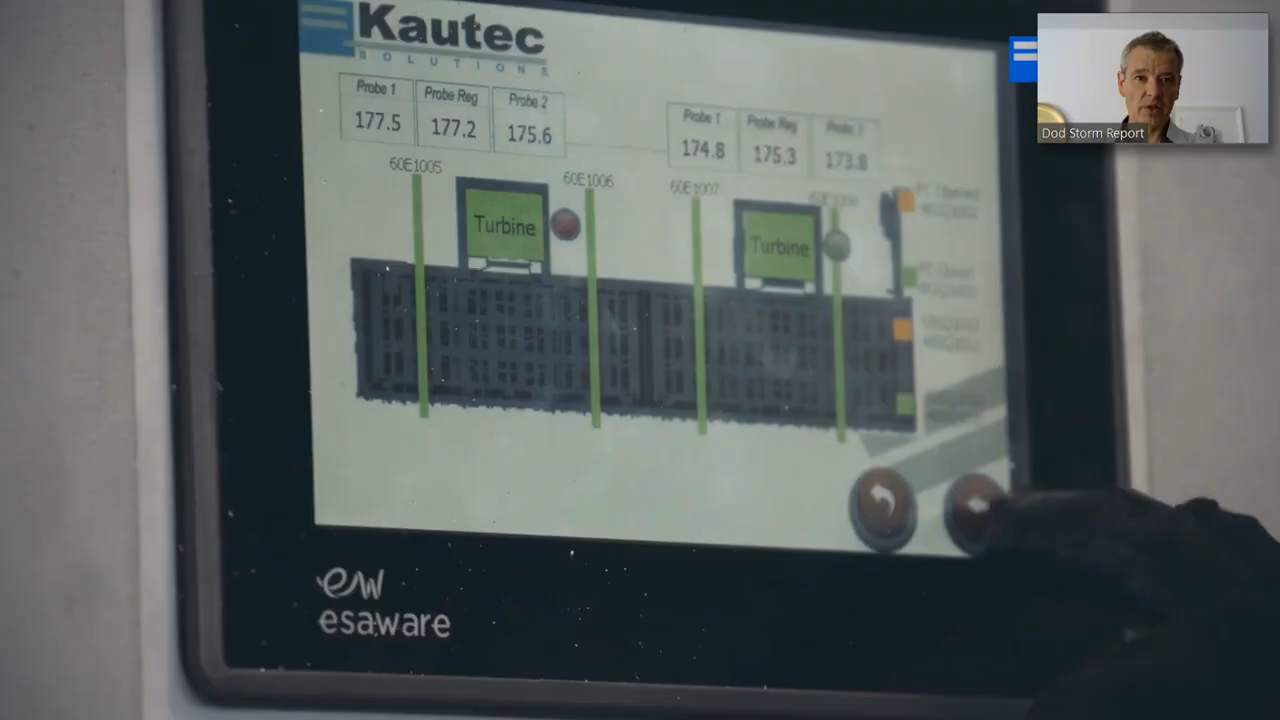 Kautec
SOLUTIONS
Probe 1
Probe Reg
Probe 2
177.5
177.2
175.6
Probe 1
Probe Reg
174.8
175.3
173.8
60E1005
60E1006
60E1007
Turbine
Turbine
ew
esaware
Dod Storm Report